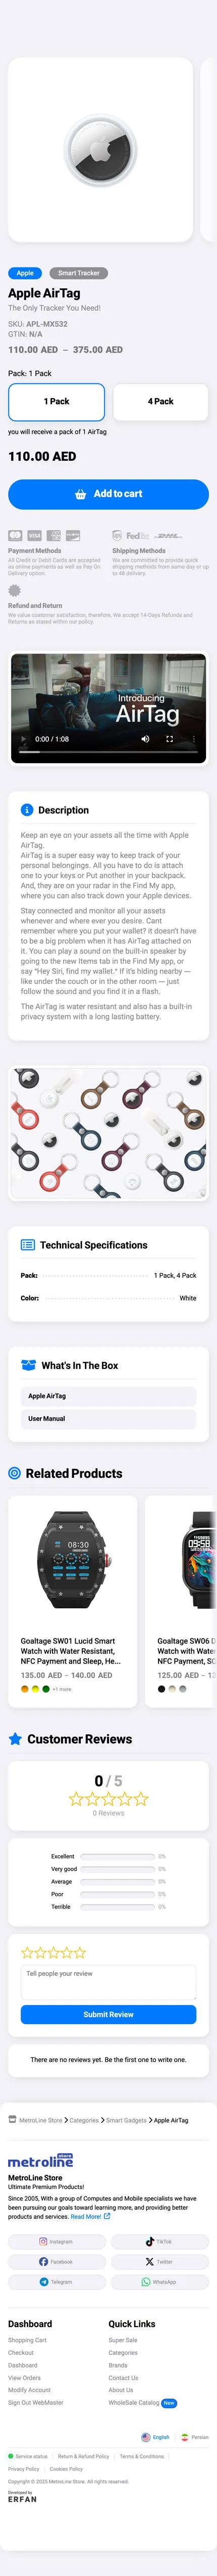 Apple
Smart Tracker
Apple AirTag
The Only Tracker You Need!
SKU: APL-MX532
GTIN: N/A
110.00 AED – 375.00 AED
Pack: 1 Pack
1 Pack
4 Pack
you will receive a pack of 1 AirTag
110.00 AED
Add to cart
VISA
FedEx
Payment Methods
All Credit or Debit Cards are accepted as online payments as well as Pay On Delivery option.
Shipping Methods
We are committed to provide quick shipping methods from same day or up to 48 delivery.
Refund and Return
We value customer satisfaction, therefore, We accept 14-Days Refunds and Returns as stated within our policy.
Introducing
AirTag
0:00 / 1:08
Description
Keep an eye on your assets all the time with Apple
AirTag.
AirTag is a super easy way to keep track of your
personal belongings. All you have to do is attach
one to your keys or Put another in your backpack.
And, they are on your radar in the Find My app,
where you can also track down your Apple devices.
Stay connected and monitor all your assets
whenever and where ever you desire. Cant
remember where you put your wallet? it doesn't have to
be a big problem when it has AirTag attached on
it. You can play a sound on the built-in speaker by
going to the new Items tab in the Find My app, or
say "Hey Siri, find my wallet." If it's hiding nearby —
like under the couch or in the other room — just
follow the sound and you find it in a flash.
The AirTag is water resistant and also has a built-in
privacy system with a long lasting battery.
Technical Specifications
Pack: 1 Pack, 4 Pack
Color: White
What's In The Box
Apple AirTag
User Manual
Related Products
08:30
09:58
Goaltage SW01 Lucid Smart
Watch with Water Resistant,
NFC Payment and Sleep, He...
135.00 AED – 140.00 AED
+1 more
Goaltage SW06 D
Watch with Water
NFC Payment, SC
125.00 AED – 13
Customer Reviews
0 / 5
0 Reviews
Excellent 0%
Very good 0%
Average 0%
Poor 0%
Terrible 0%
Tell people your review
Submit Review
There are no reviews yet. Be the first one to write one.
MetroLine Store > Categories > Smart Gadgets > Apple AirTag
metroline
store
MetroLine Store
Ultimate Premium Products!
Since 2005, With a group of Computes and Mobile specialists we have
been pursuing our goals toward learning more, and providing better
products and services. Read More!
Instagram
TikTok
Facebook
Twitter
Telegram
WhatsApp
Dashboard
Shopping Cart
Checkout
Dashboard
View Orders
Modify Account
Sign Out WebMaster
Quick Links
Super Sale
Categories
Brands
Contact Us
About Us
WholeSale Catalog New
English
Persian
Service status
Return & Refund Policy
Terms & Conditions
Privacy Policy
Cookies Policy
Copyright © 2025 MetroLine Store. All rights reserved.
Developed by
ERFAN